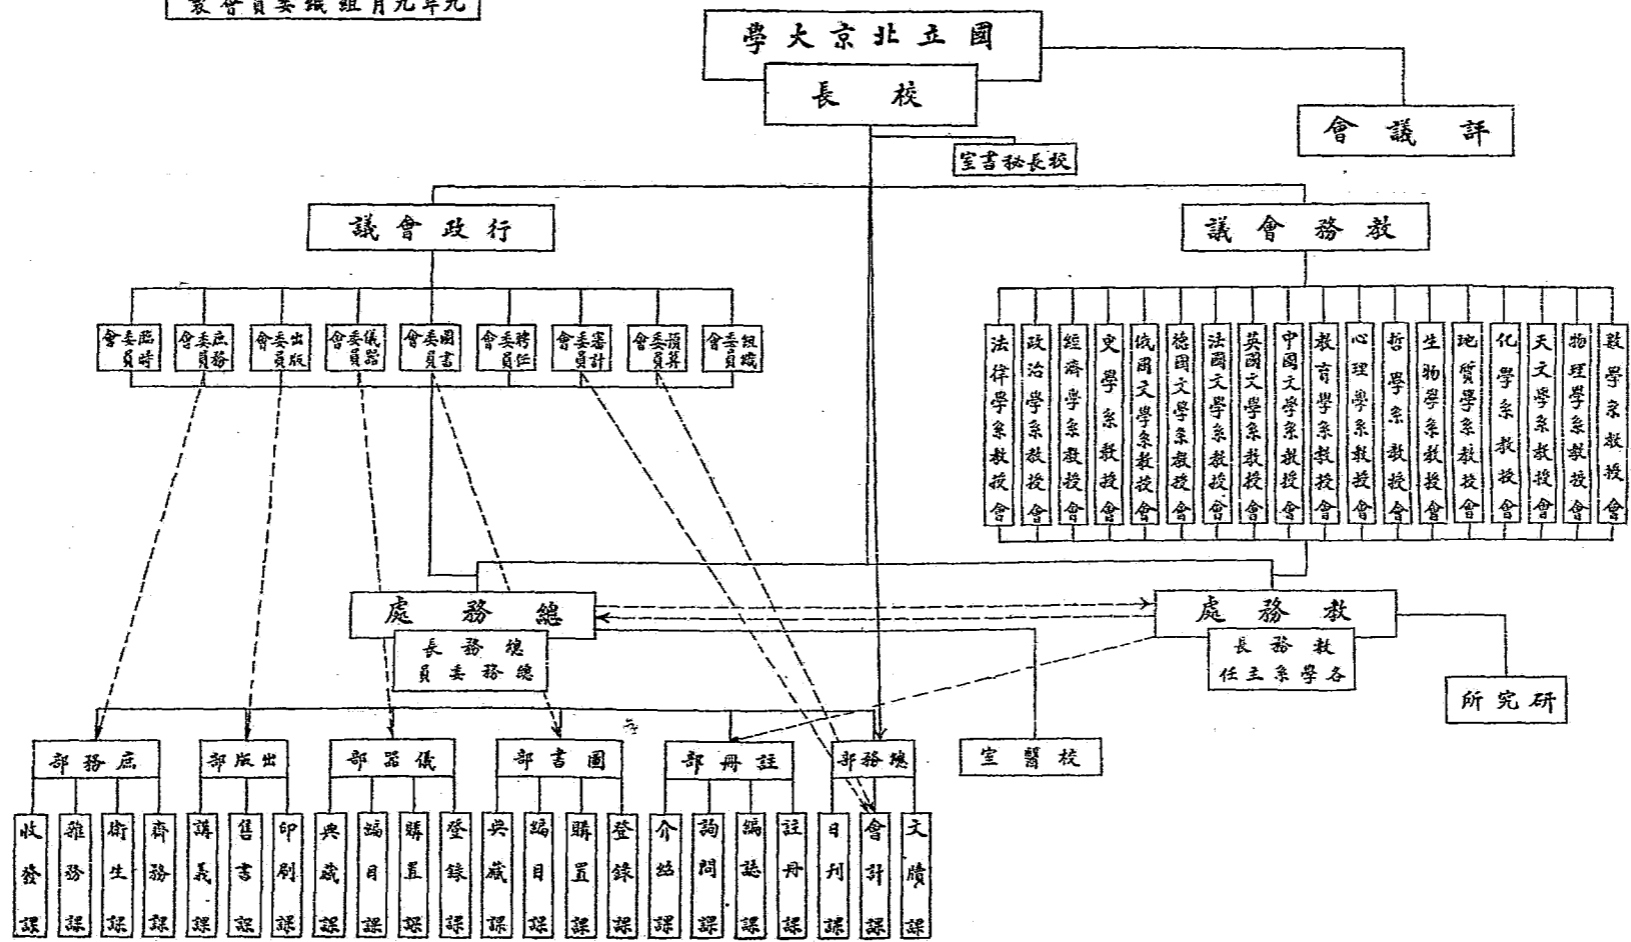 九年九月組織委員會製
國立北京大學
校長
評議會
校長秘書室
教務會議
行政會議
組織委員會
預算委員會
審計委員會
聘任委員會
圖書委員會
儀器委員會
出版委員會
庶務委員會
臨時委員會
數學系教授會
物理學系教授會
天文學系教授會
化學系教授會
地質學系教授會
生物學系教授會
哲學系教授會
心理學系教授會
教育學系教授會
中國文學系教授會
英國文學系教授會
法國文學系教授會
德國文學系教授會
俄國文學系教授會
史學系教授會
經濟學系教授會
政治學系教授會
法律學系教授會
教務處
教務長
各學系主任
總務處
總務長
總務委員
研究所
校醫室
總務部
註冊部
圖書部
儀器部
出版部
庶務部
文牘課
會計課
日刊課
註冊課
編誌課
詢問課
介紹課
登錄課
購置課
編目課
典藏課
登錄課
購置課
編目課
典藏課
印刷課
售書課
講義課
齋務課
衛生課
雜務課
收發課